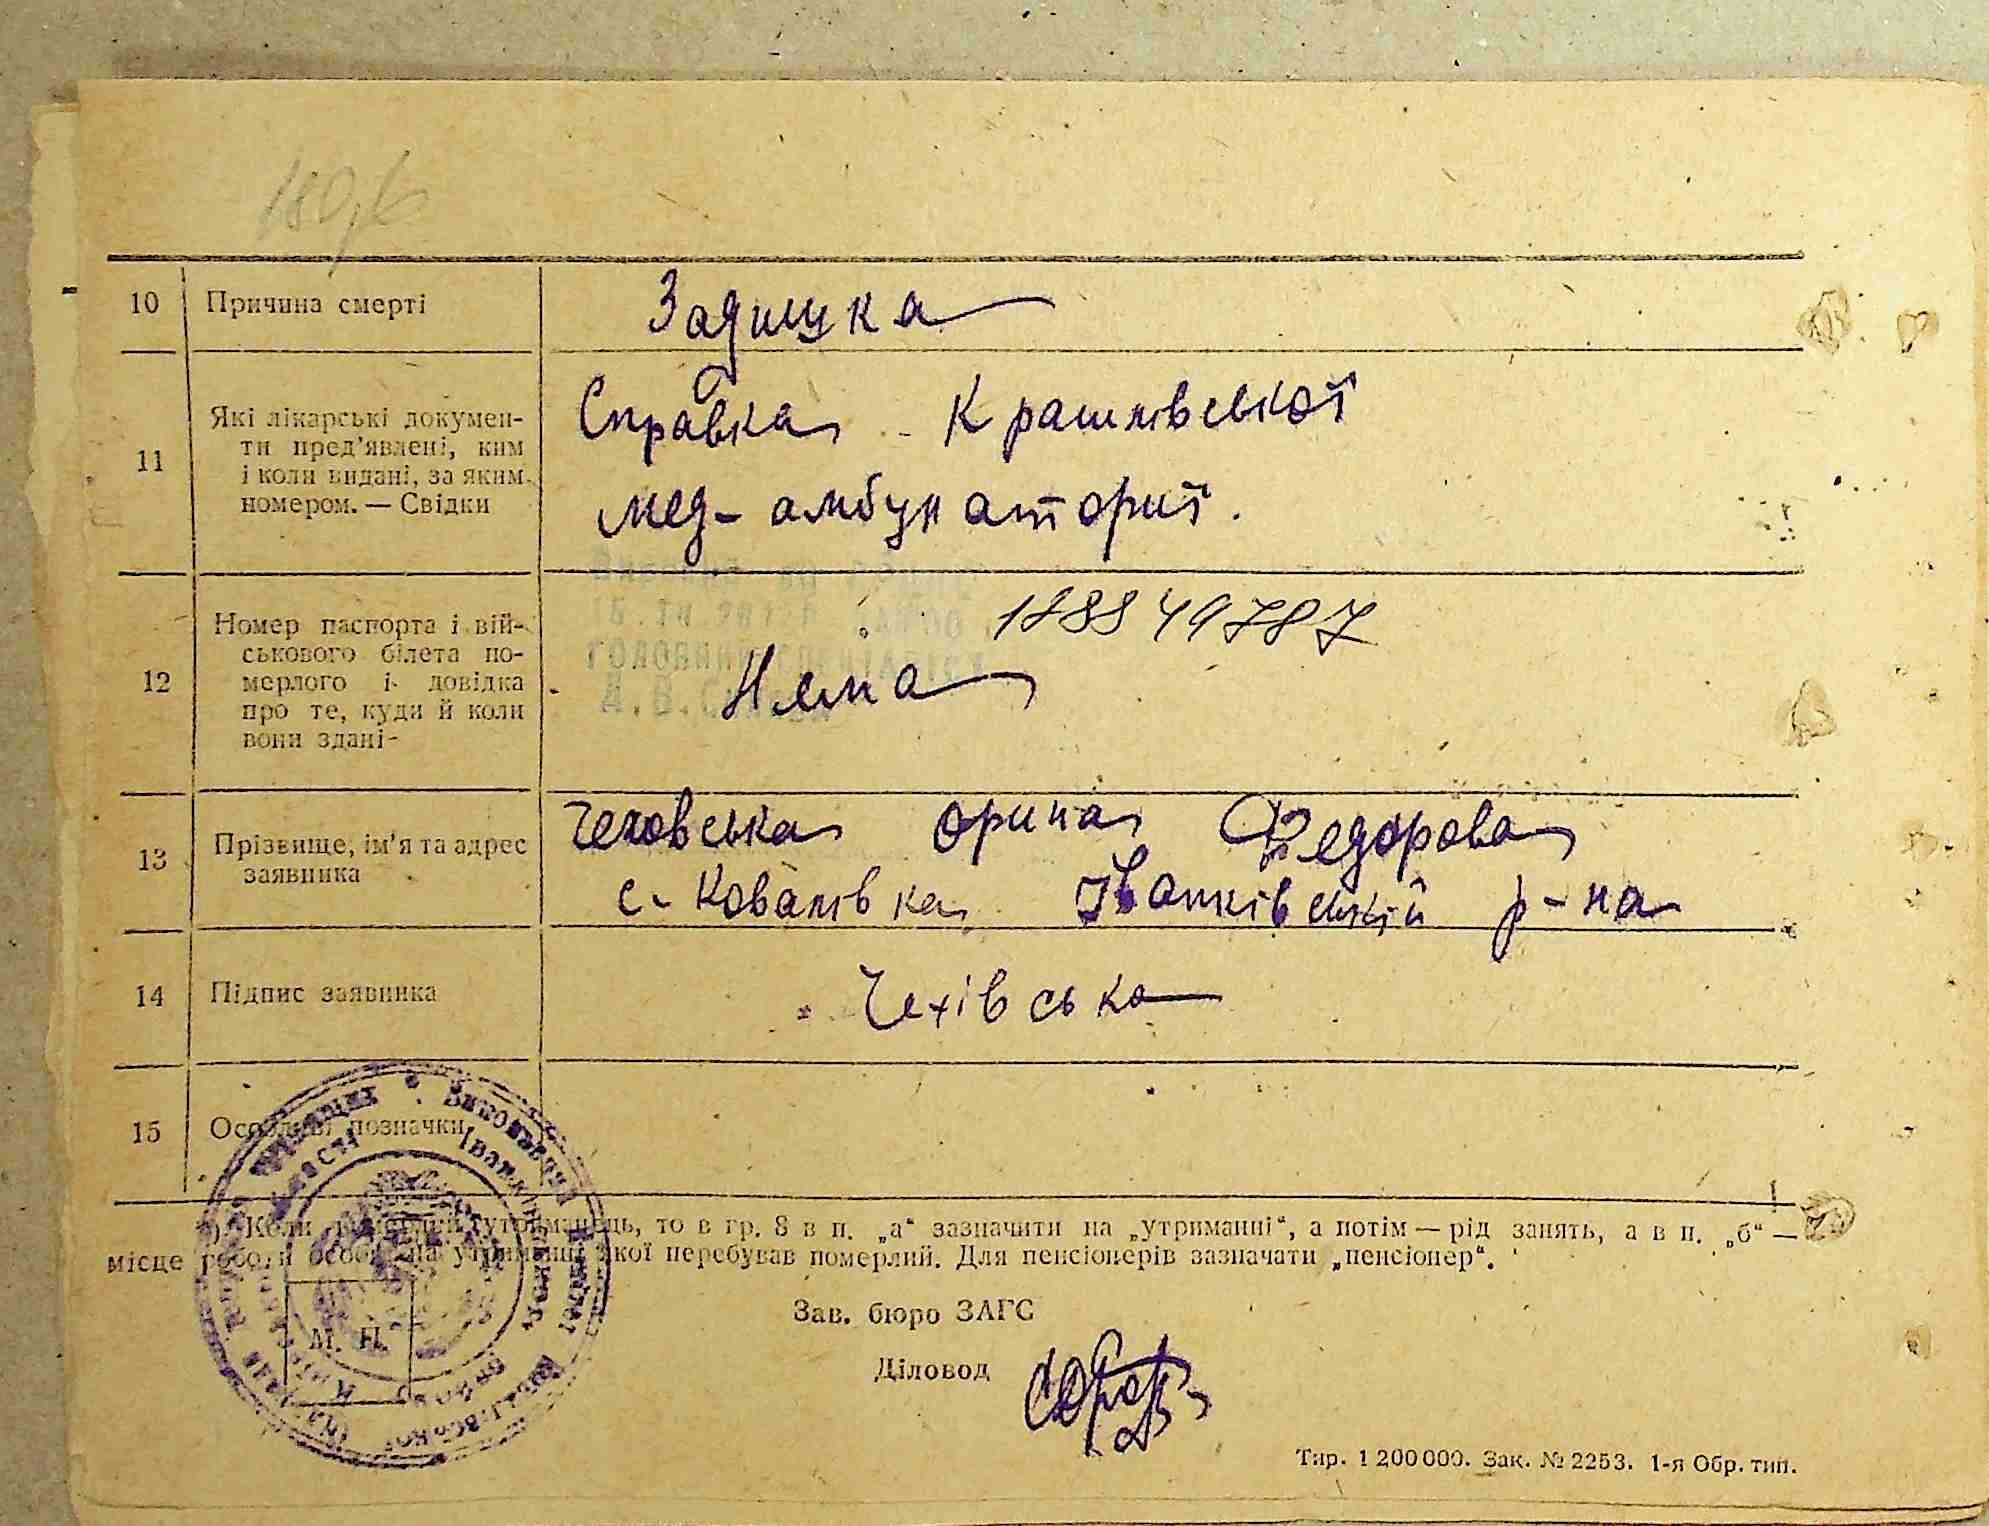 10 Причина смерті Задишка
11 Які лікарські докумен-
ти пред’явлені, ким
і коли видані, за яким
номером. — Свідки
Справка Крашлівської
мед-амбулаторії.
12 Номер паспорта і вій-
ськового білета по-
мерлого і довідка
про те, куди й коли
вони здані-
Нема
13 Прізвище, ім’я та адрес
заявника
Чеховська Орина Федорова
с. Ковалівка Іванківській р-на
14 Підпис заявника Чехівська
15 Особливі позначки
*) Коли померлий утриманець, то в гр. 8 в п. „а“ зазначити на „утриманні“, а потім — рід занять, а в п. „б“ —
місце роботи особи, на утриманні якої перебував померлий. Для пенсіонерів зазначати „пенсіонер“.
Зав. бюро ЗАГС
М. П.
Діловод
Тир. 1 200 000. Зак. № 2253. 1-я Обр. тип.